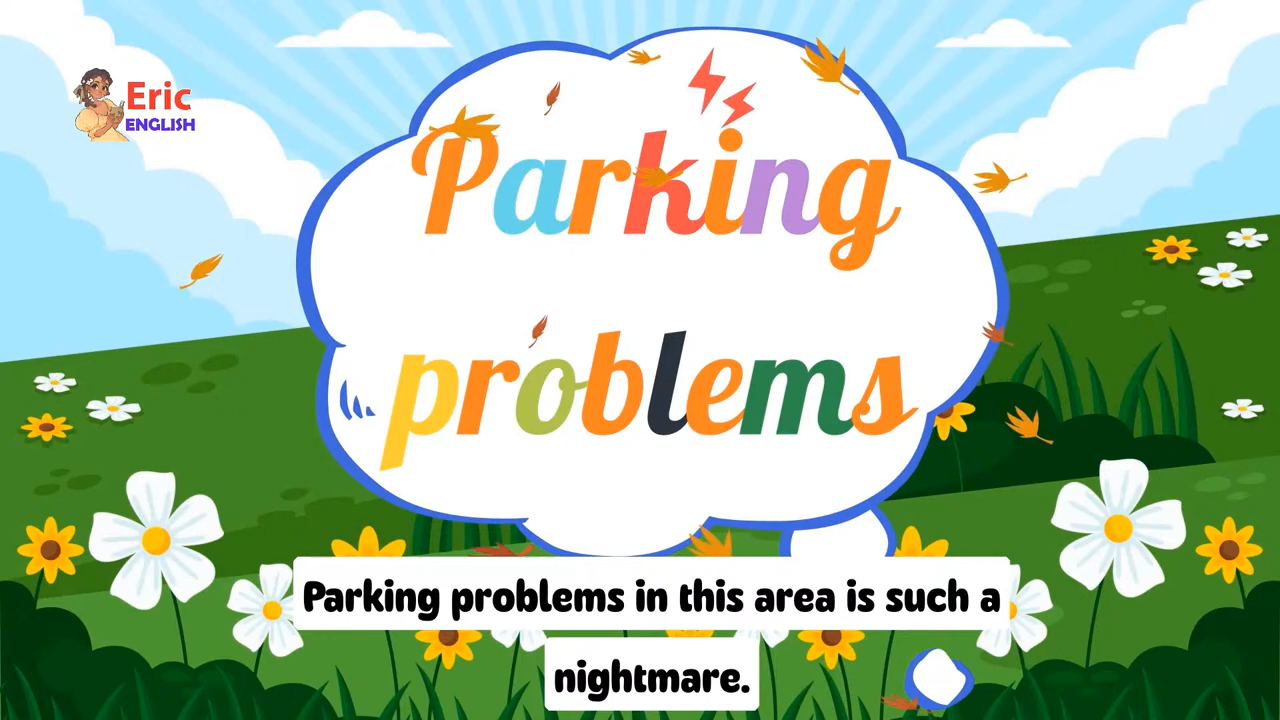 Eric
ENGLISH
Parking
problems
Parking problems in this area is such a
nightmare.